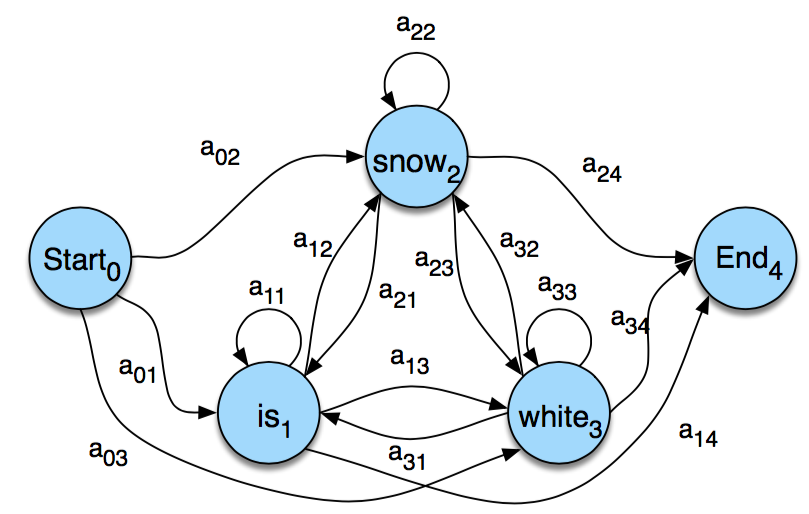 a22
a02
snow2
a24
a12
a32
a23
Start0
End4
a11
a21
a33
a34
a13
a01
is1
white3
a14
a03
a31